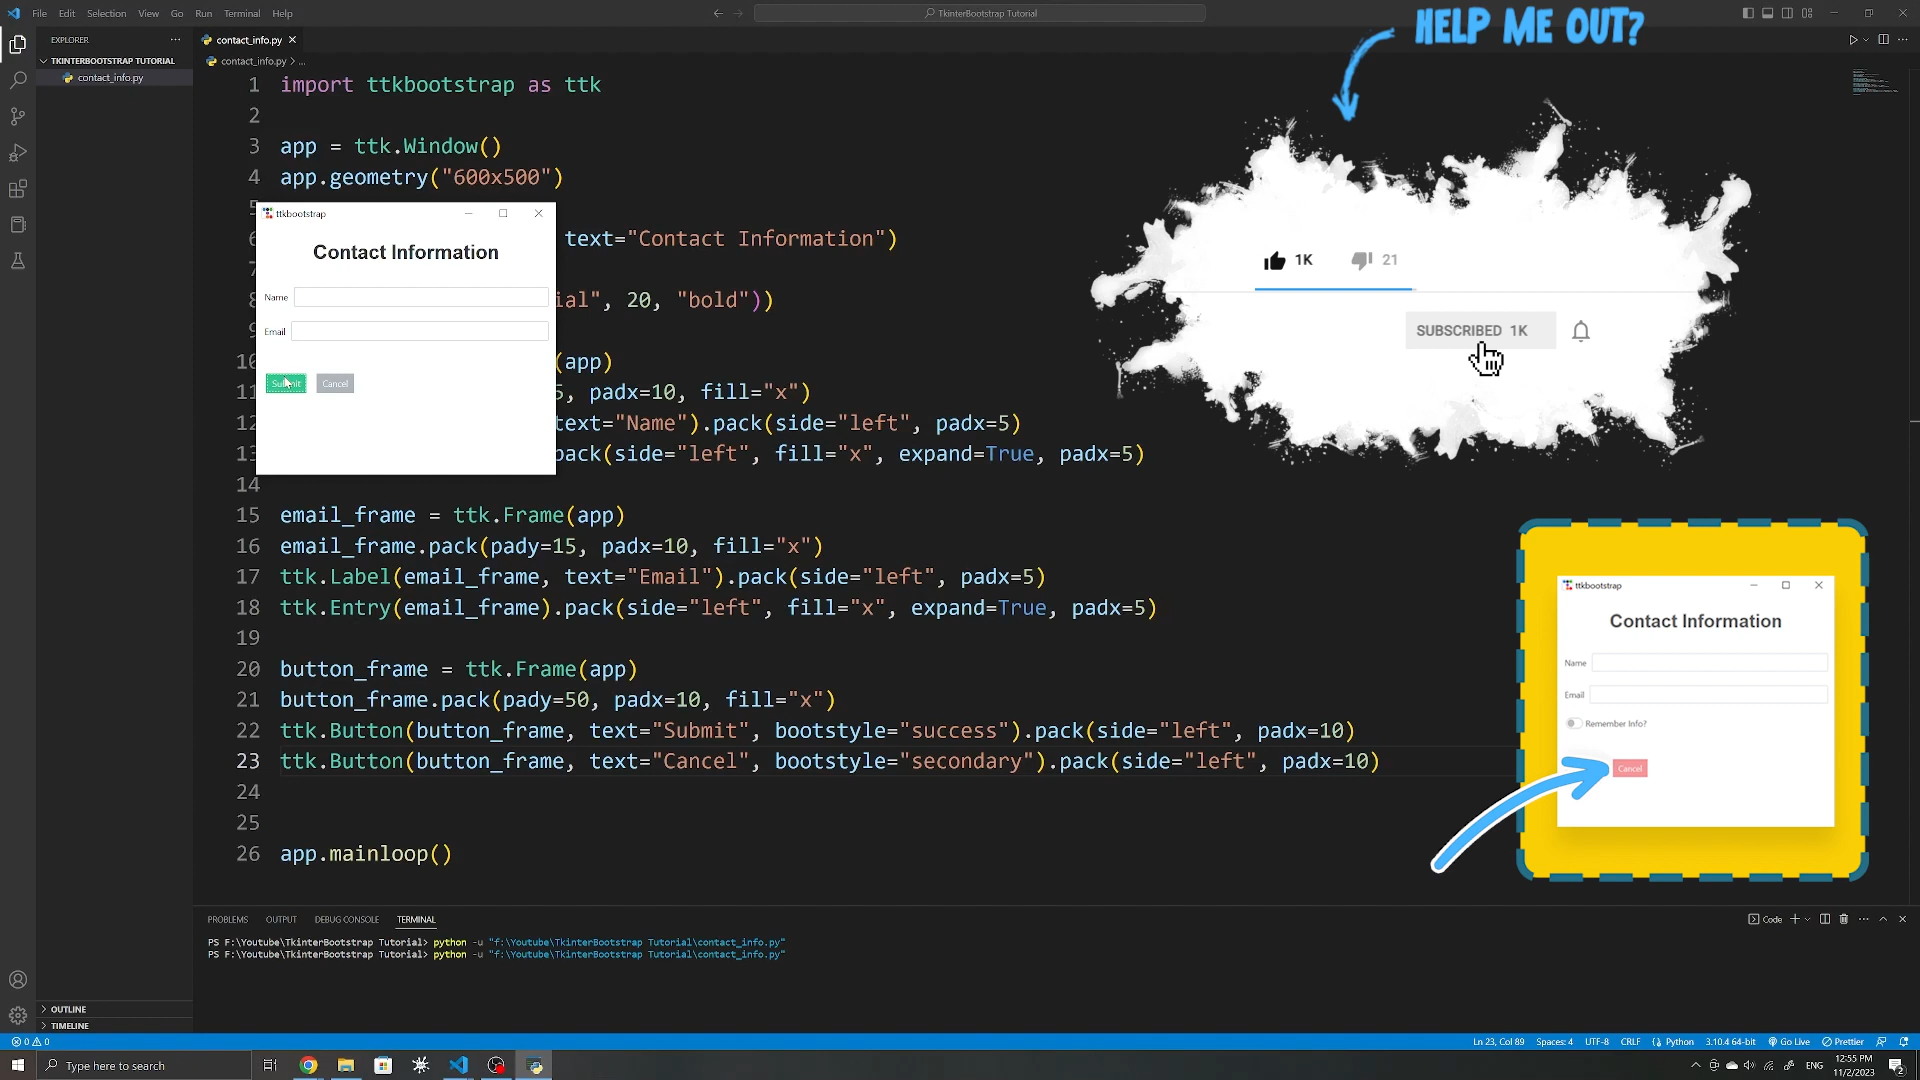 File Edit Selection View Go Run Terminal Help
TkinterBootstrap Tutorial
HELP ME OUT?
EXPLORER
TKINTERBOOTSTRAP TUTORIAL
contact_info.py
contact_info.py
contact_info.py > ...
1 import ttkbootstrap as ttk
2
3 app = ttk.Window()
4 app.geometry("600x500")
text="Contact Information")
"bold"))
20,
10 (app)
11 padx=10, fill="x")
12 text="Name").pack(side="left", padx=5)
pack(side="left", fill="x", expand=True, padx=5)
14
15 email_frame = ttk.Frame(app)
16 email_frame.pack(pady=15, padx=10, fill="x")
17 ttk.Label(email_frame, text="Email").pack(side="left", padx=5)
18 ttk.Entry(email_frame).pack(side="left", fill="x", expand=True, padx=5)
19
20 button_frame = ttk.Frame(app)
21 button_frame.pack(pady=50, padx=10, fill="x")
22 ttk.Button(button_frame, text="Submit", bootstyle="success").pack(side="left", padx=10)
23 ttk.Button(button_frame, text="Cancel", bootstyle="secondary").pack(side="left", padx=10)
24
25
26 app.mainloop()
ttkbootstrap
Contact Information
Name
Email
Cancel
1K 21
SUBSCRIBED 1K
ttkbootstrap
Contact Information
Name
Email
Remember Info?
Cancel
PROBLEMS OUTPUT DEBUG CONSOLE TERMINAL
Code
PS F:\Youtube\TkinterBootstrap Tutorial> python -u "f:\Youtube\TkinterBootstrap Tutorial\contact_info.py"
PS F:\Youtube\TkinterBootstrap Tutorial> python -u "f:\Youtube\TkinterBootstrap Tutorial\contact_info.py"
OUTLINE
TIMELINE
0 0
Ln 23, Col 89 Spaces: 4 UTF-8 CRLF Python 3.10.4 64-bit Go Live Prettier
Type here to search
ENG
12:55 PM
11/2/2023
2